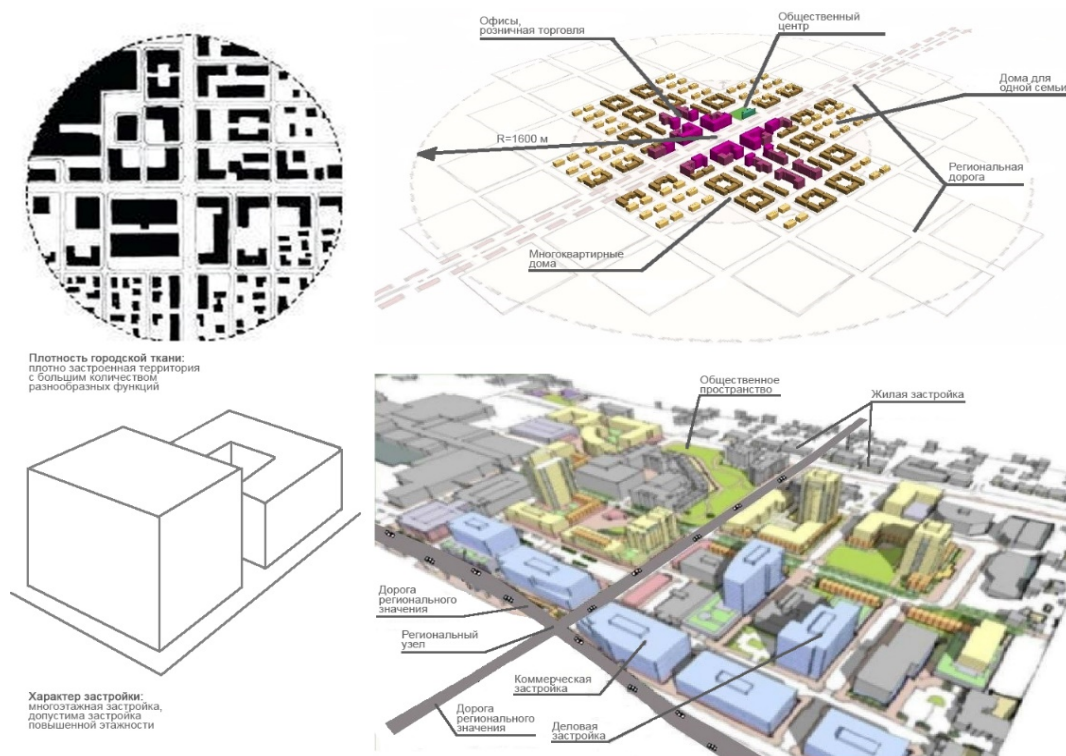 Офисы,
розничная торговля
Общественный
центр
Дома для
одной семьи
R=1600 м
Региональная
дорога
Многоквартирные
дома
Плотность городской ткани:
плотно застроенная территория
с большим количеством
разнообразных функций
Общественное
пространство
Жилая застройка
Дорога
регионального
значения
Региональный
узел
Коммерческая
застройка
Дорога
регионального
значения
Деловая
застройка
Характер застройки:
многоэтажная застройка,
допустима застройка
повышенной этажности